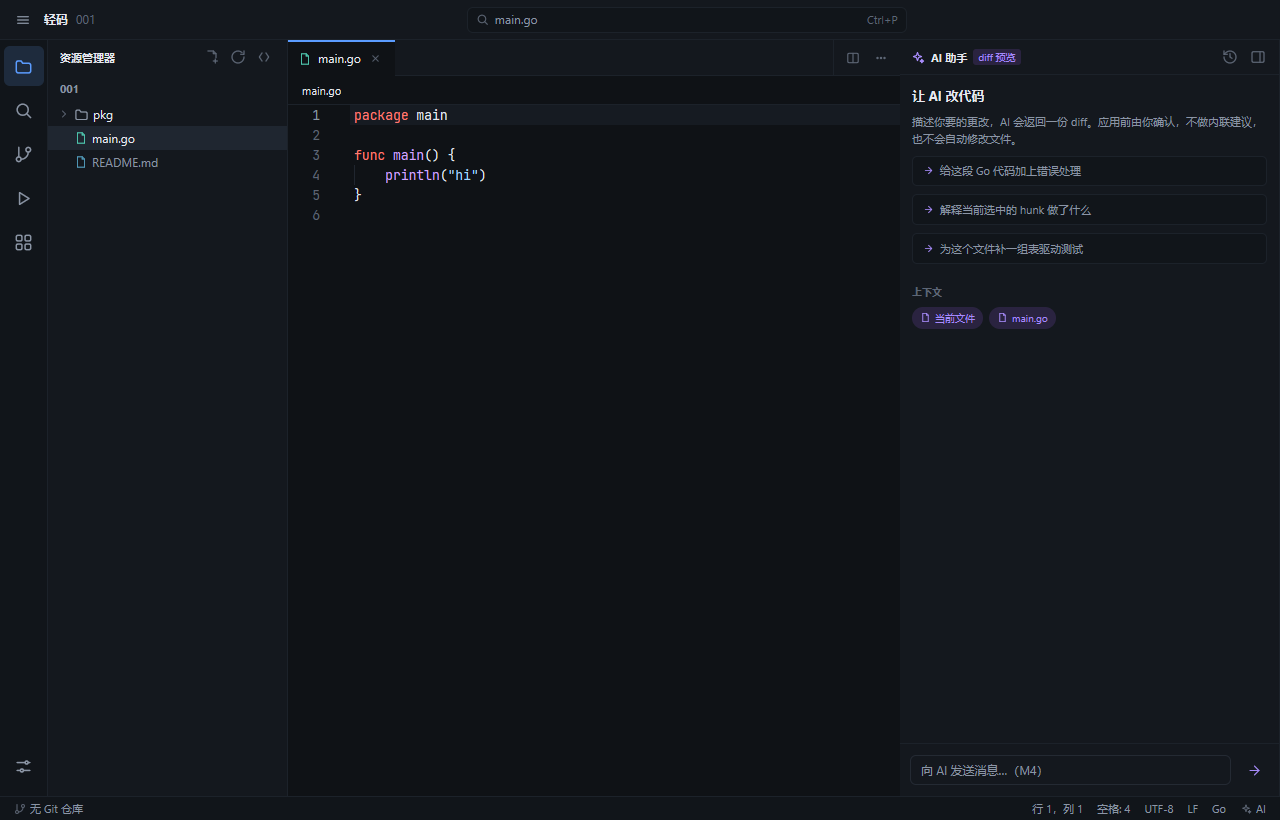 轻码 001
main.go Ctrl+P
资源管理器
001
pkg
main.go
README.md
main.go
main.go
1 package main
2
3 func main() {
4 println("hi")
5 }
6
AI 助手 diff 预览
让 AI 改代码
描述你要的更改，AI 会返回一份 diff。应用前由你确认，不做内联建议，
也不会自动修改文件。
给这段 Go 代码加上错误处理
解释当前选中的 hunk 做了什么
为这个文件补一组表驱动测试
上下文
当前文件 main.go
向 AI 发送消息... (M4)
无 Git 仓库 行 1，列 1 空格: 4 UTF-8 LF Go AI